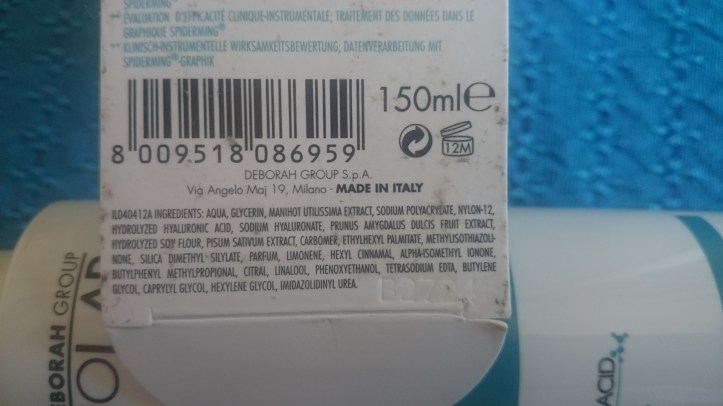 SPIDERMING®
* ÉVALUATION D'EFFICACITÉ CLINIQUE-INSTRUMENTALE; TRAITEMENT DES DONNÉES DANS LE
GRAPHIQUE SPIDERMING®
** KLINISCH-INSTRUMENTELLE WIRKSAMKEITSBEWERTUNG; DATENVERARBEITUNG MIT
SPIDERMING®-GRAPHIK
150ml℮
12M
8 009518 086959
DEBORAH GROUP S.p.A.
Via Angelo Maj 19, Milano - MADE IN ITALY
ILD40412A INGREDIENTS: AQUA, GLYCERIN, MANIHOT UTILISSIMA EXTRACT, SODIUM POLYACRYLATE, NYLON-12,
HYDROLYZED HYALURONIC ACID, SODIUM HYALURONATE, PRUNUS AMYGDALUS DULCIS FRUIT EXTRACT,
HYDROLYZED SOY FLOUR, PISUM SATIVUM EXTRACT, CARBOMER, ETHYLHEXYL PALMITATE, METHYLISOTHIAZOLI-
NONE, SILICA DIMETHYL SILYLATE, PARFUM, LIMONENE, HEXYL CINNAMAL, ALPHA-ISOMETHYL IONONE,
BUTYLPHENYL METHYLPROPIONAL, CITRAL, LINALOOL, PHENOXYETHANOL, TETRASODIUM EDTA, BUTYLENE
GLYCOL, CAPRYLYL GLYCOL, HEXYLENE GLYCOL, IMIDAZOLIDINYL UREA.
EBORAH GROUP
ACID